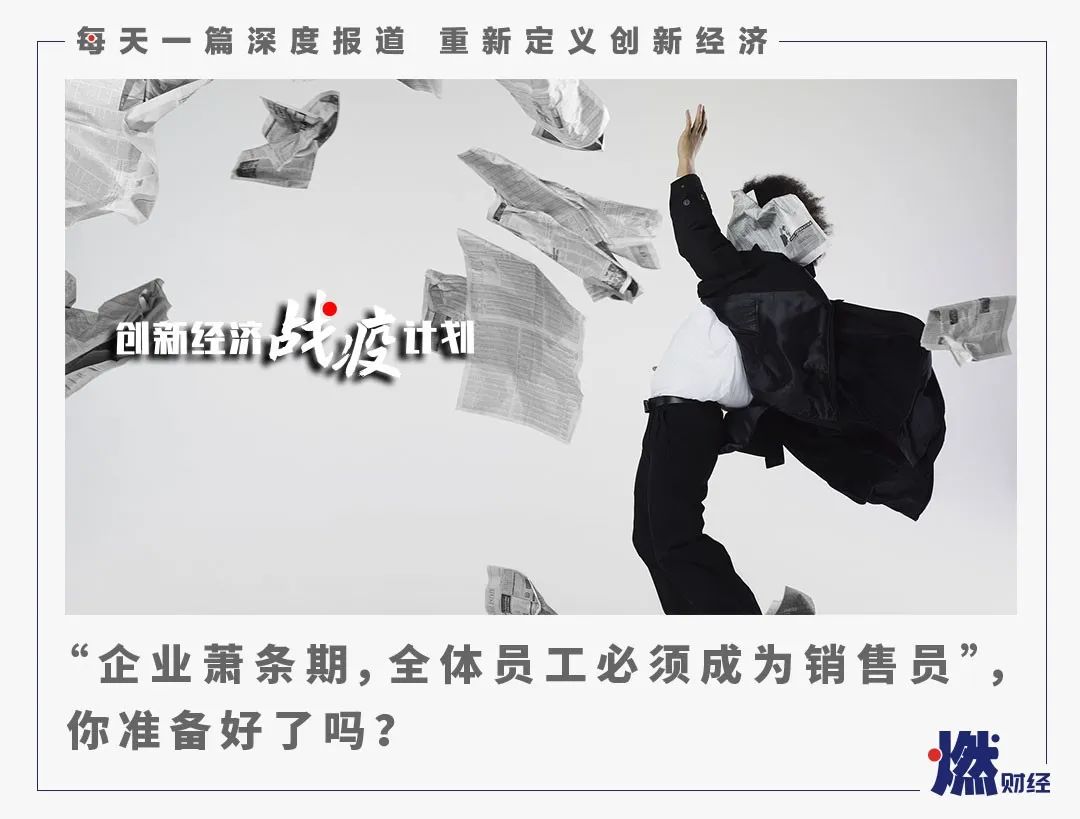 每天一篇深度报道 重新定义创新经济
创新经济战疫计划
“企业萧条期，全体员工必须成为销售员”，
你准备好了吗？
燃财经